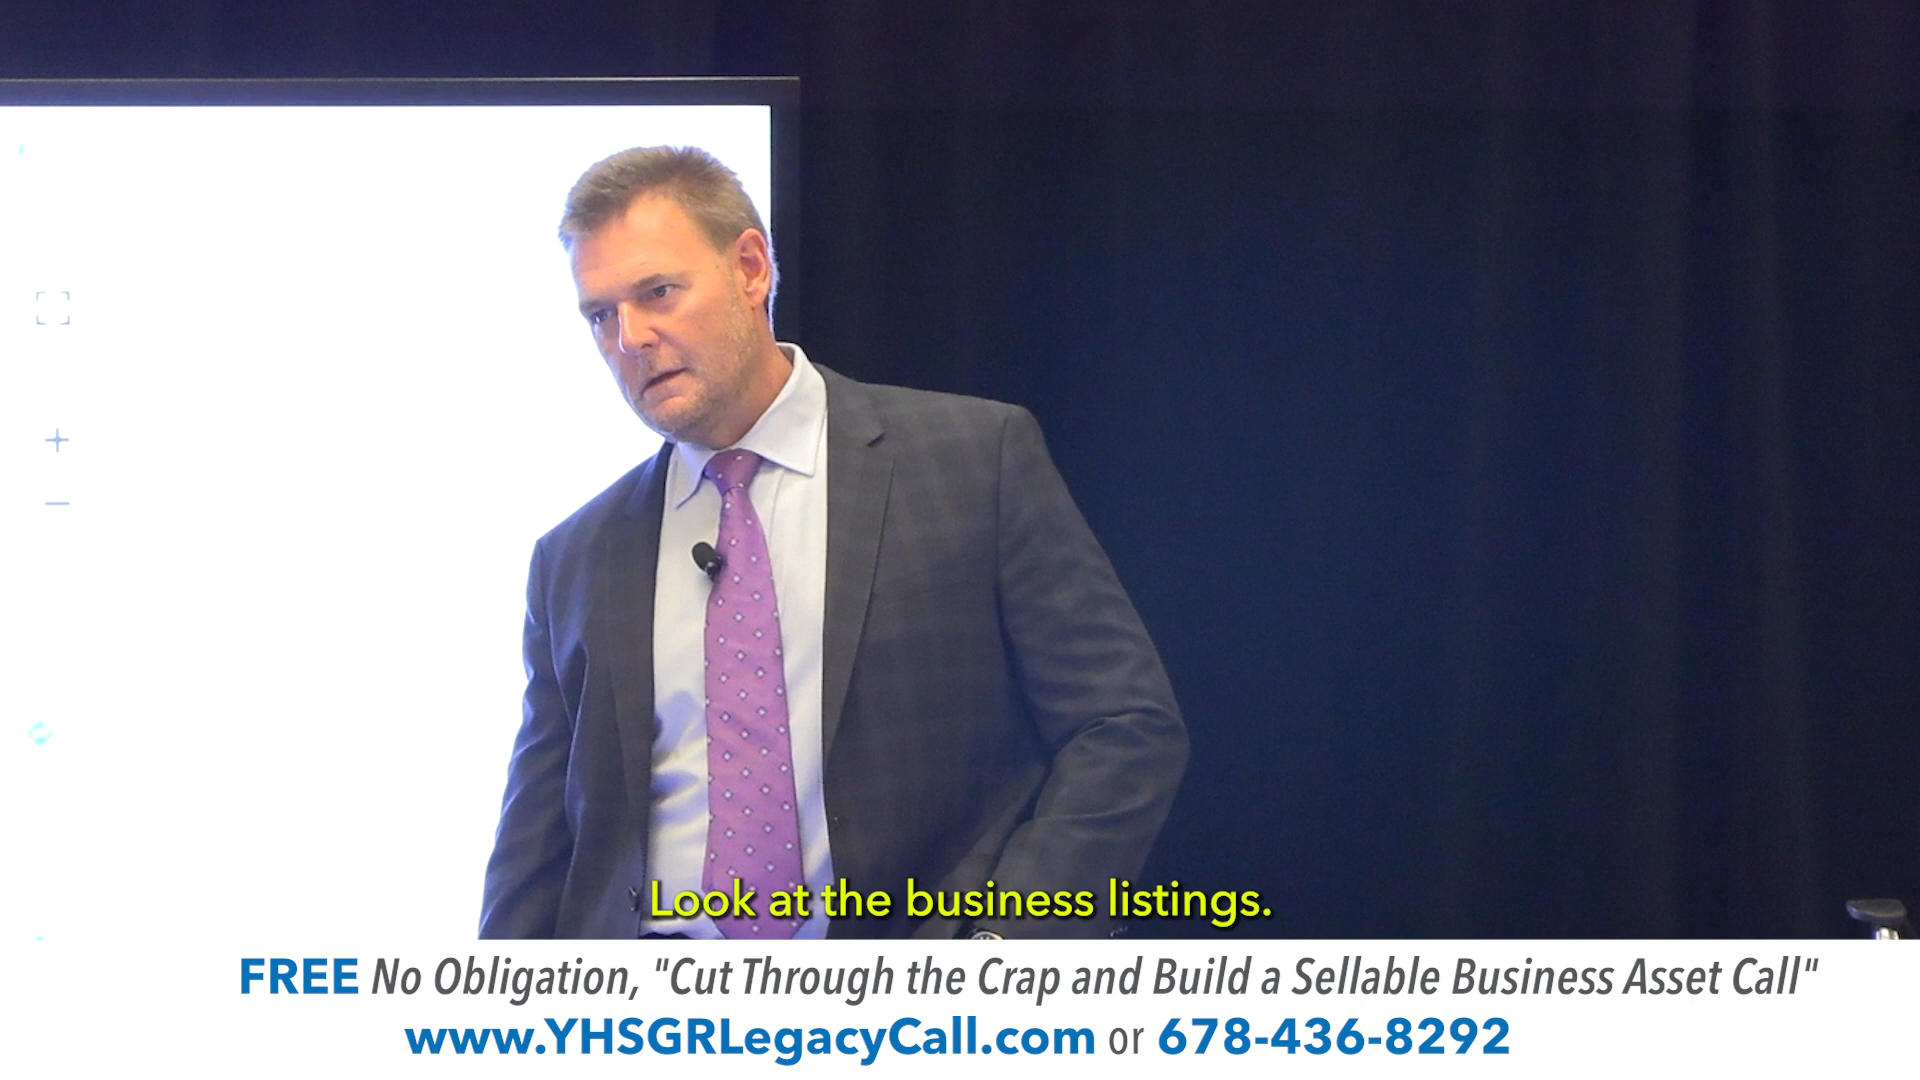 Look at the business listings.
FREE No Obligation, "Cut Through the Crap and Build a Sellable Business Asset Call"
www.YHSGRLegacyCall.com or 678-436-8292